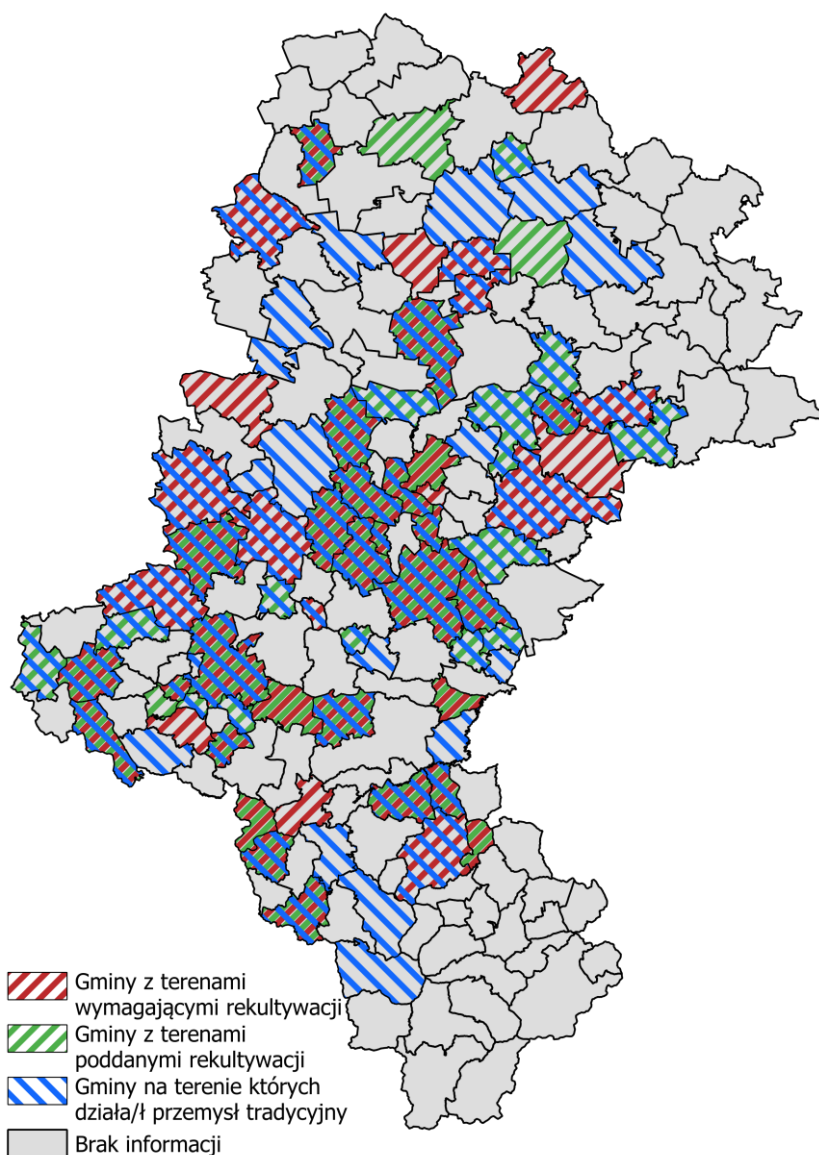 Gminy z terenami
wymagającymi rekultywacji
Gminy z terenami
poddanymi rekultywacji
Gminy na terenie których
działa/ł przemysł tradycyjny
Brak informacji